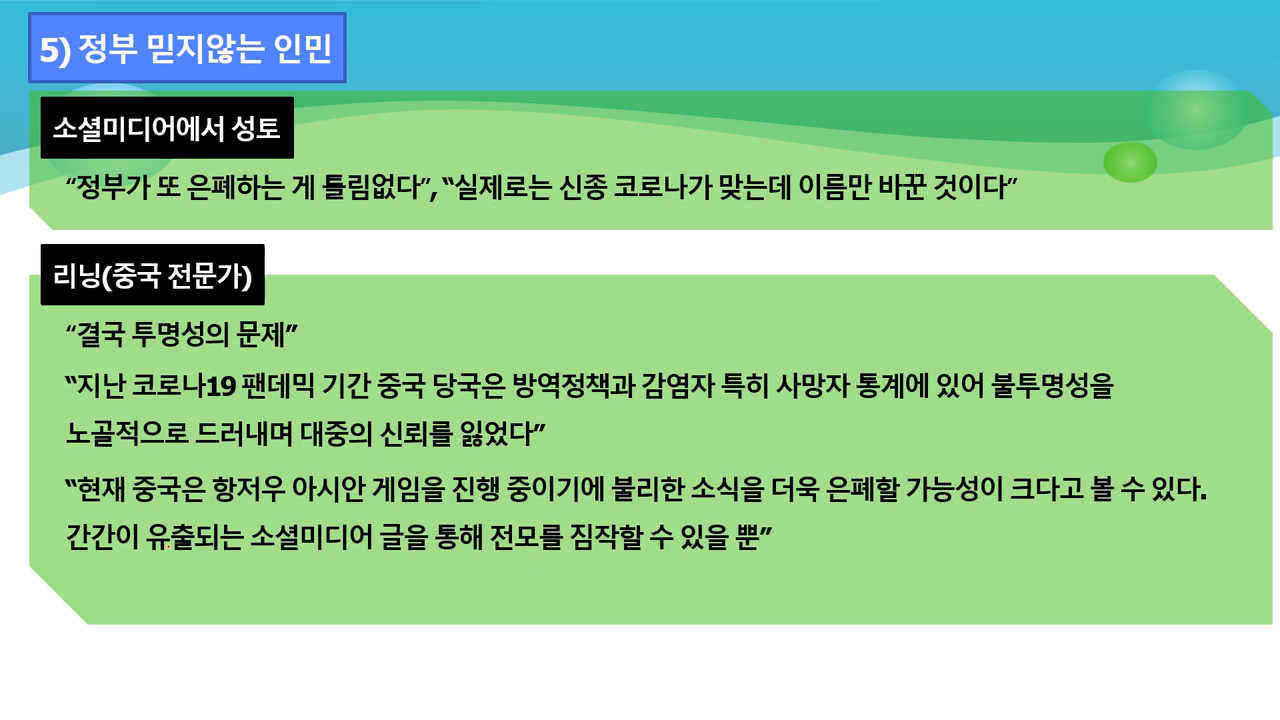 5) 정부 믿지않는 인민
소셜미디어에서 성토
“정부가 또 은폐하는 게 틀림없다”, “실제로는 신종 코로나가 맞는데 이름만 바꾼 것이다”
리닝(중국 전문가)
“결국 투명성의 문제”
“지난 코로나19 팬데믹 기간 중국 당국은 방역정책과 감염자 특히 사망자 통계에 있어 불투명성을
노골적으로 드러내며 대중의 신뢰를 잃었다”
“현재 중국은 항저우 아시안 게임을 진행 중이기에 불리한 소식을 더욱 은폐할 가능성이 크다고 볼 수 있다.
간간이 유출되는 소셜미디어 글을 통해 전모를 짐작할 수 있을 뿐”